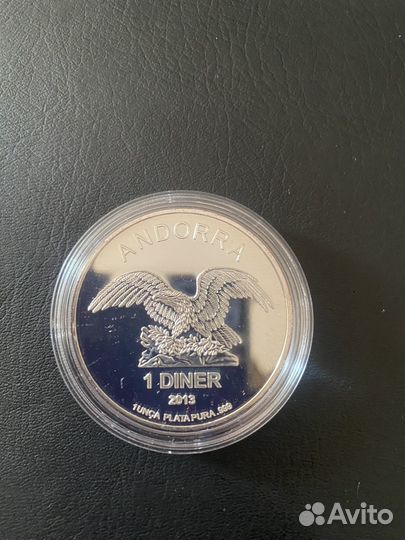 ANDORRA
1 DINER
2013
1 UNÇA PLATA PURA .999
Avito